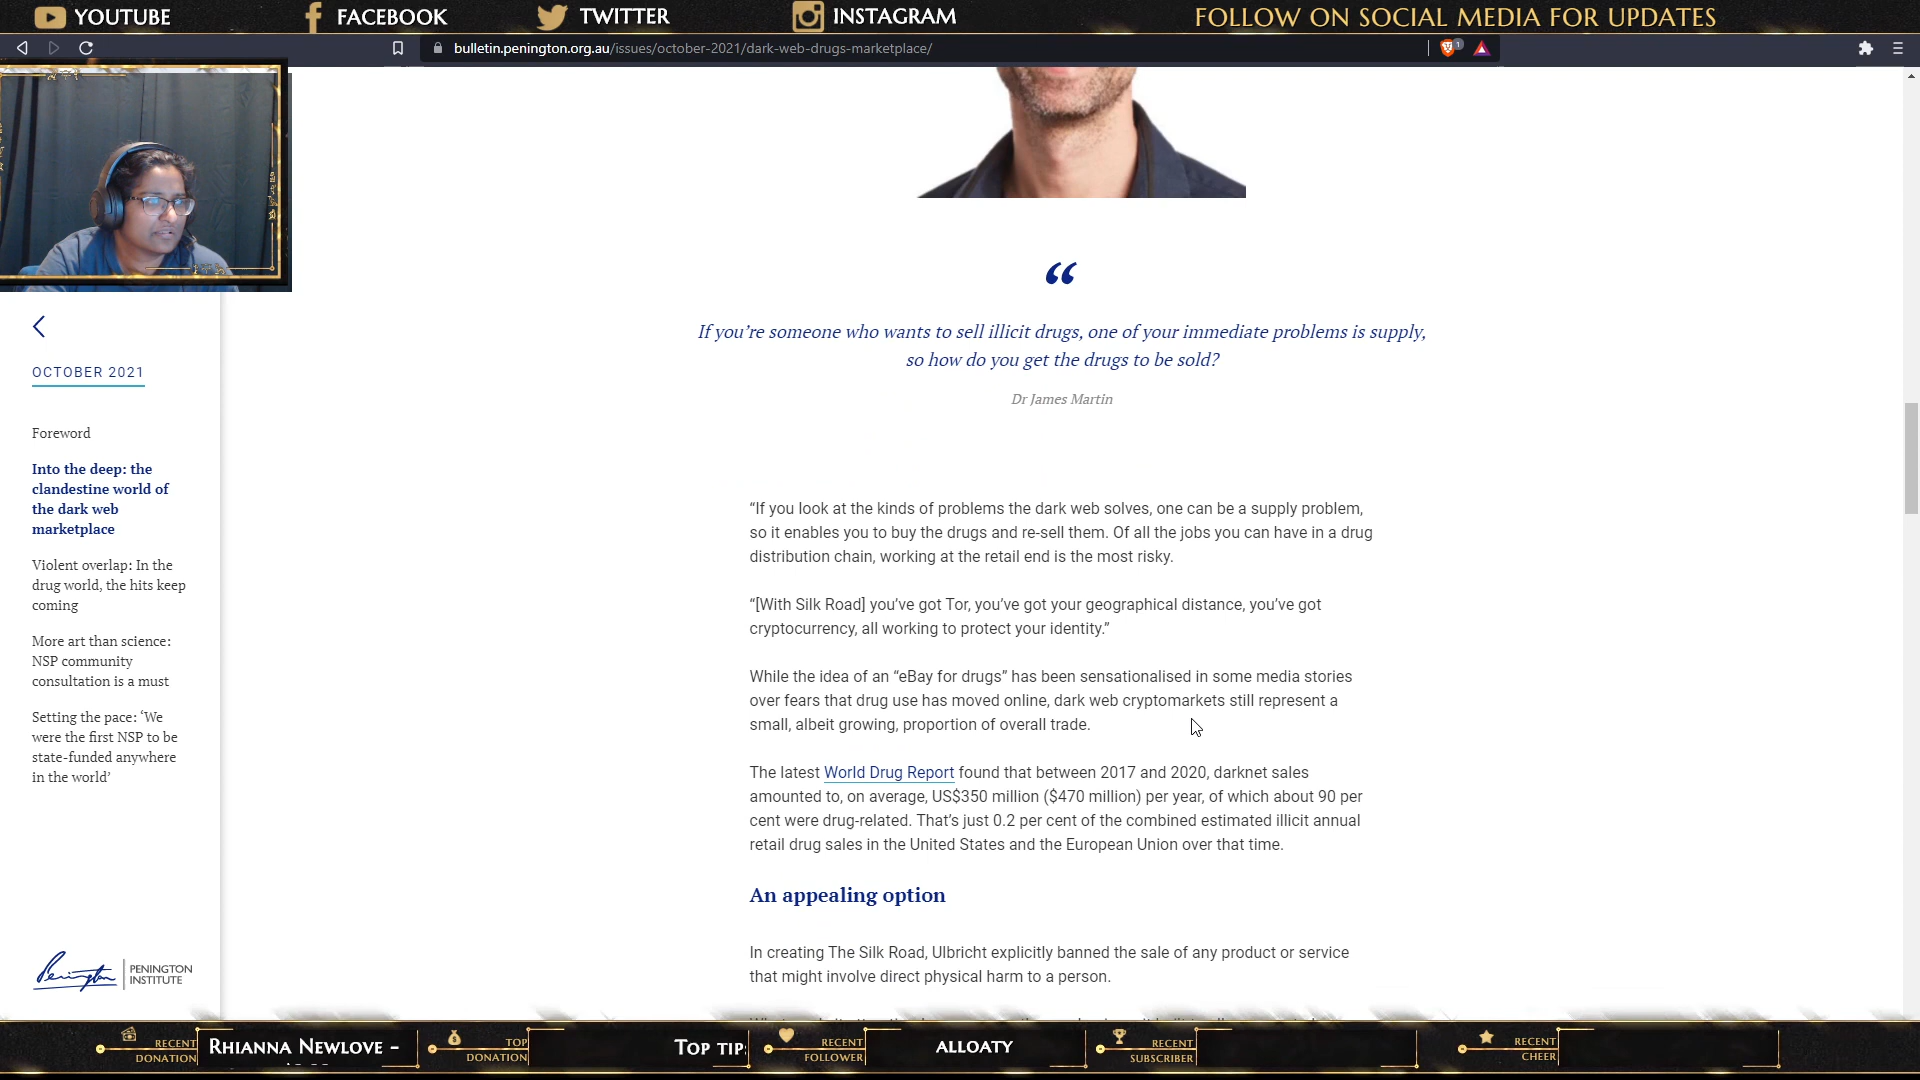 YOUTUBE
FACEBOOK
TWITTER
INSTAGRAM
FOLLOW ON SOCIAL MEDIA FOR UPDATES
bulletin.penington.org.au/issues/october-2021/dark-web-drugs-marketplace/
“
If you’re someone who wants to sell illicit drugs, one of your immediate problems is supply,
so how do you get the drugs to be sold?
Dr James Martin
OCTOBER 2021
Foreword
Into the deep: the
clandestine world of
the dark web
marketplace
Violent overlap: In the
drug world, the hits keep
coming
More art than science:
NSP community
consultation is a must
Setting the pace: ‘We
were the first NSP to be
state-funded anywhere
in the world’
Penington
PENINGTON
INSTITUTE
“If you look at the kinds of problems the dark web solves, one can be a supply problem,
so it enables you to buy the drugs and re-sell them. Of all the jobs you can have in a drug
distribution chain, working at the retail end is the most risky.
“[With Silk Road] you’ve got Tor, you’ve got your geographical distance, you’ve got
cryptocurrency, all working to protect your identity.”
While the idea of an “eBay for drugs” has been sensationalised in some media stories
over fears that drug use has moved online, dark web cryptomarkets still represent a
small, albeit growing, proportion of overall trade.
The latest World Drug Report found that between 2017 and 2020, darknet sales
amounted to, on average, US$350 million ($470 million) per year, of which about 90 per
cent were drug-related. That’s just 0.2 per cent of the combined estimated illicit annual
retail drug sales in the United States and the European Union over that time.
An appealing option
In creating The Silk Road, Ulbricht explicitly banned the sale of any product or service
that might involve direct physical harm to a person.
RECENT
DONATION
RHIANNA NEWLOVE -
TOP
DONATION
TOP TIP:
RECENT
FOLLOWER
ALLOATY
RECENT
SUBSCRIBER
RECENT
CHEER